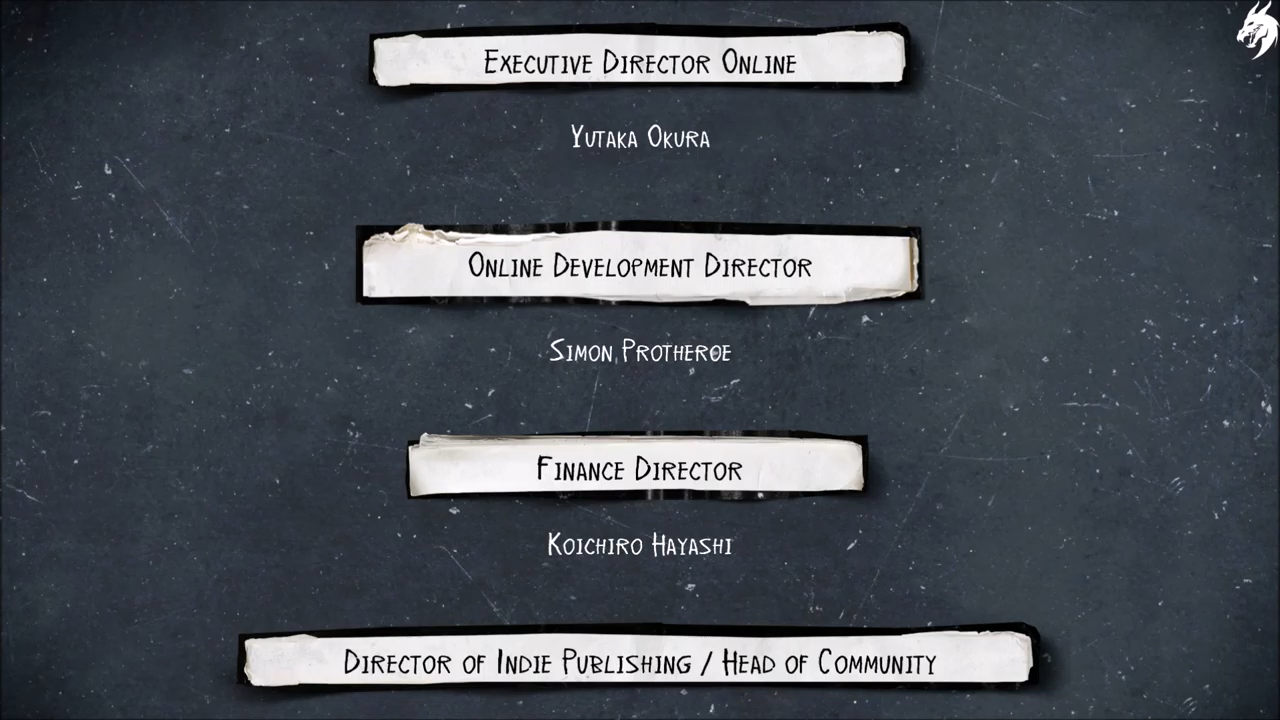 Executive Director Online
Yutaka Okura
Online Development Director
Simon Protheroe
Finance Director
Koichiro Hayashi
Director of Indie Publishing / Head of Community